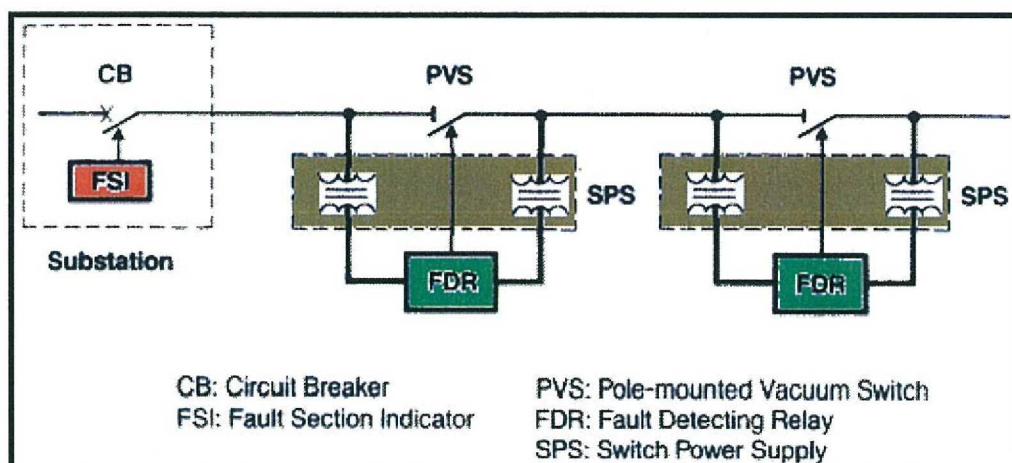 CB
PVS
PVS
FSI
SPS
SPS
Substation
FDR
FDR
CB: Circuit Breaker
FSI: Fault Section Indicator
PVS: Pole-mounted Vacuum Switch
FDR: Fault Detecting Relay
SPS: Switch Power Supply